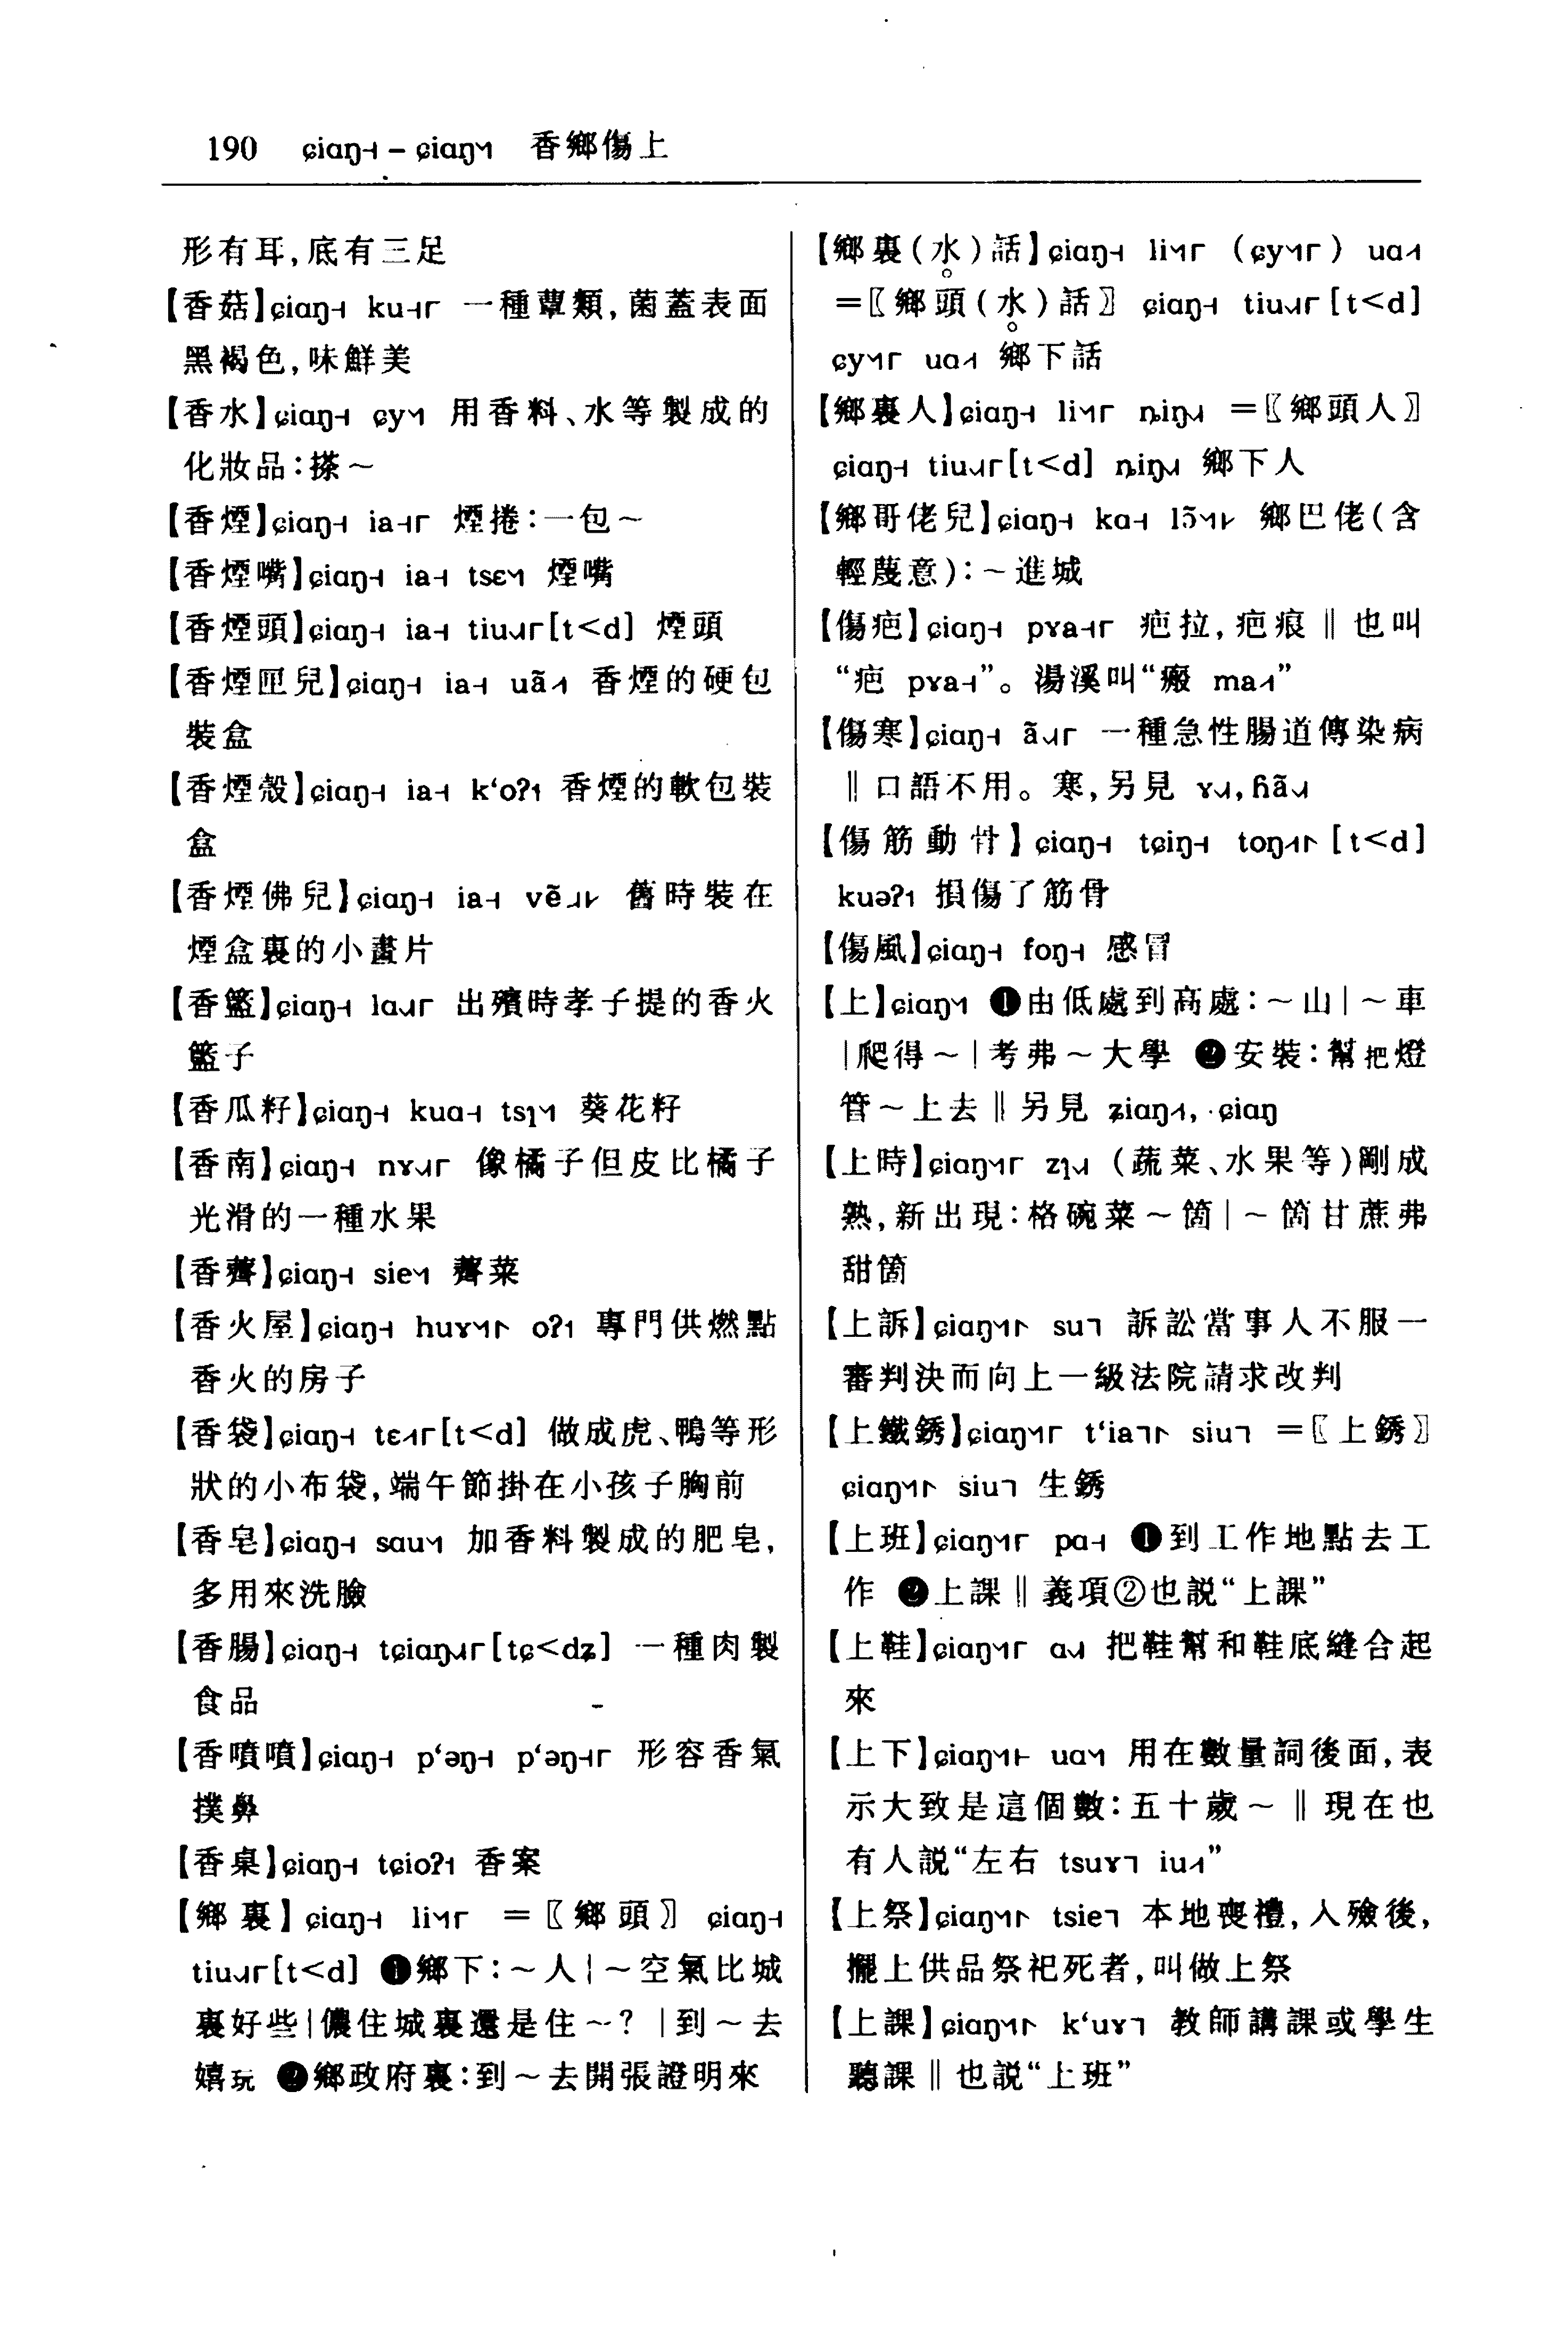 190 ɕiaŋ˧˧˦ – ɕiaŋ˥˧˥ 香鄉傷上
形有耳,底有三足
【香菇】ɕiaŋ˧˧˦ ku˧˧˦꜒ 一種蕈類,菌蓋表面
黑褐色,味鮮美
【香水】ɕiaŋ˧˧˦ ɕy˥˧˥ 用香料、水等製成的
化妝品:搽～
【香煙】ɕiaŋ˧˧˦ ia˧˧˦꜒ 煙捲:一包～
【香煙嘴】ɕiaŋ˧˧˦ ia˧˧˦ tsɛ˥˧˥ 煙嘴
【香煙頭】ɕiaŋ˧˧˦ ia˧˧˦ tiu˧˩˧꜒[t<d] 煙頭
【香煙匣兒】ɕiaŋ˧˧˦ ia˧˧˦ uã˩˦ 香煙的硬包
裝盒
【香煙殼】ɕiaŋ˧˧˦ ia˧˧˦ kʻoʔ˦ 香煙的軟包裝
盒
【香煙佛兒】ɕiaŋ˧˧˦ ia˧˧˦ vẽ˩˦꜕꜓ 舊時裝在
煙盒裏的小畫片
【香籃】ɕiaŋ˧˧˦ la˧˩˧꜒ 出殯時孝子提的香火
籃子
【香瓜籽】ɕiaŋ˧˧˦ kua˧˧˦ tsɿ˥˧˥ 葵花籽
【香南】ɕiaŋ˧˧˦ nɤ˧˩˧꜒ 像橘子但皮比橘子
光滑的一種水果
【香薺】ɕiaŋ˧˧˦ sie˥˧˥ 薺菜
【香火屋】ɕiaŋ˧˧˦ huɤ˥˧˥꜒꜔ oʔ˦ 專門供燃點
香火的房子
【香袋】ɕiaŋ˧˧˦ tɛ˩˦꜒[t<d] 做成虎、鴨等形
狀的小布袋,端午節掛在小孩子胸前
【香皂】ɕiaŋ˧˧˦ sau˥˧˥ 加香料製成的肥皂,
多用來洗臉
【香腸】ɕiaŋ˧˧˦ tɕiaŋ˧˩˧꜒[tɕ<dʑ] 一種肉製
食品
【香噴噴】ɕiaŋ˧˧˦ pʻəŋ˧˧˦ pʻəŋ˧˧˦꜒ 形容香氣
撲鼻
【香桌】ɕiaŋ˧˧˦ tɕioʔ˦ 香案
【鄉裏】ɕiaŋ˧˧˦ li˥˧˥꜒ =〖鄉頭〗 ɕiaŋ˧˧˦
tiu˧˩˧꜒[t<d] ❶鄉下:～人|～空氣比城
裏好些|儂住城裏還是住～? |到～去
嬉玩 ❷鄉政府裏:到～去開張證明來
【鄉裏(水)話】ɕiaŋ˧˧˦ li˥˧˥꜒ (ɕy˥˧˥꜒) ua˩˦
=〖鄉頭(水)話〗 ɕiaŋ˧˧˦ tiu˧˩˧꜒[t<d]
ɕy˥˧˥꜒ ua˩˦ 鄉下話
【鄉裏人】ɕiaŋ˧˧˦ li˥˧˥꜒ ȵiŋ˧˩˧ =〖鄉頭人〗
ɕiaŋ˧˧˦ tiu˧˩˧꜒[t<d] ȵiŋ˧˩˧ 鄉下人
【鄉哥佬兒】ɕiaŋ˧˧˦ ka˧˧˦ lɔ̃˥˧˥꜕꜓ 鄉巴佬(含
輕蔑意):～進城
【傷疤】ɕiaŋ˧˧˦ pɤa˧˧˦꜒ 疤拉,疤痕‖也叫
“疤 pɤa˧˧˦”。湯溪叫“瘢 ma˩˦”
【傷寒】ɕiaŋ˧˧˦ ã˧˩˧꜒ 一種急性腸道傳染病
‖口語不用。寒,另見 ɤ˧˩˧,ɦã˧˩˧
【傷筋動骨】ɕiaŋ˧˧˦ tɕiŋ˧˧˦ toŋ˩˦꜒꜔[t<d]
kuəʔ˦ 損傷了筋骨
【傷風】ɕiaŋ˧˧˦ foŋ˧˧˦ 感冒
【上】ɕiaŋ˥˧˥ ❶由低處到高處:～山|～車
|爬得～|考弗～大學 ❷安裝:幫把燈
管～上去‖另見 ʑiaŋ˩˦,·ɕiaŋ
【上時】ɕiaŋ˥˧˥꜒ zɿ˧˩˧ (蔬菜、水果等)剛成
熟,新出現:格碗菜～箇|～箇甘蔗弗
甜箇
【上訴】ɕiaŋ˥˧˥꜒꜔ su˥ 訴訟當事人不服一
審判決而向上一級法院請求改判
【上鐵銹】ɕiaŋ˥˧˥꜒ tʻia˥꜒꜔ siu˥ =〖上銹〗
ɕiaŋ˥˧˥꜒꜔ siu˥ 生銹
【上班】ɕiaŋ˥˧˥꜒ pa˧˧˦ ❶到工作地點去工
作 ❷上課‖義項②也説“上課”
【上鞋】ɕiaŋ˥˧˥꜒ a˧˩˧ 把鞋幫和鞋底縫合起
來
【上下】ɕiaŋ˥˧˥꜔ ua˥˧˥ 用在數量詞後面,表
示大致是這個數:五十歲～‖現在也
有人説“左右 tsuɤ˥ iu˩˦”
【上祭】ɕiaŋ˥˧˥꜒꜔ tsie˥ 本地喪禮,人殮後,
擺上供品祭祀死者,叫做上祭
【上課】ɕiaŋ˥˧˥꜒꜔ kʻuɤ˥ 教師講課或學生
聽課‖也説“上班”